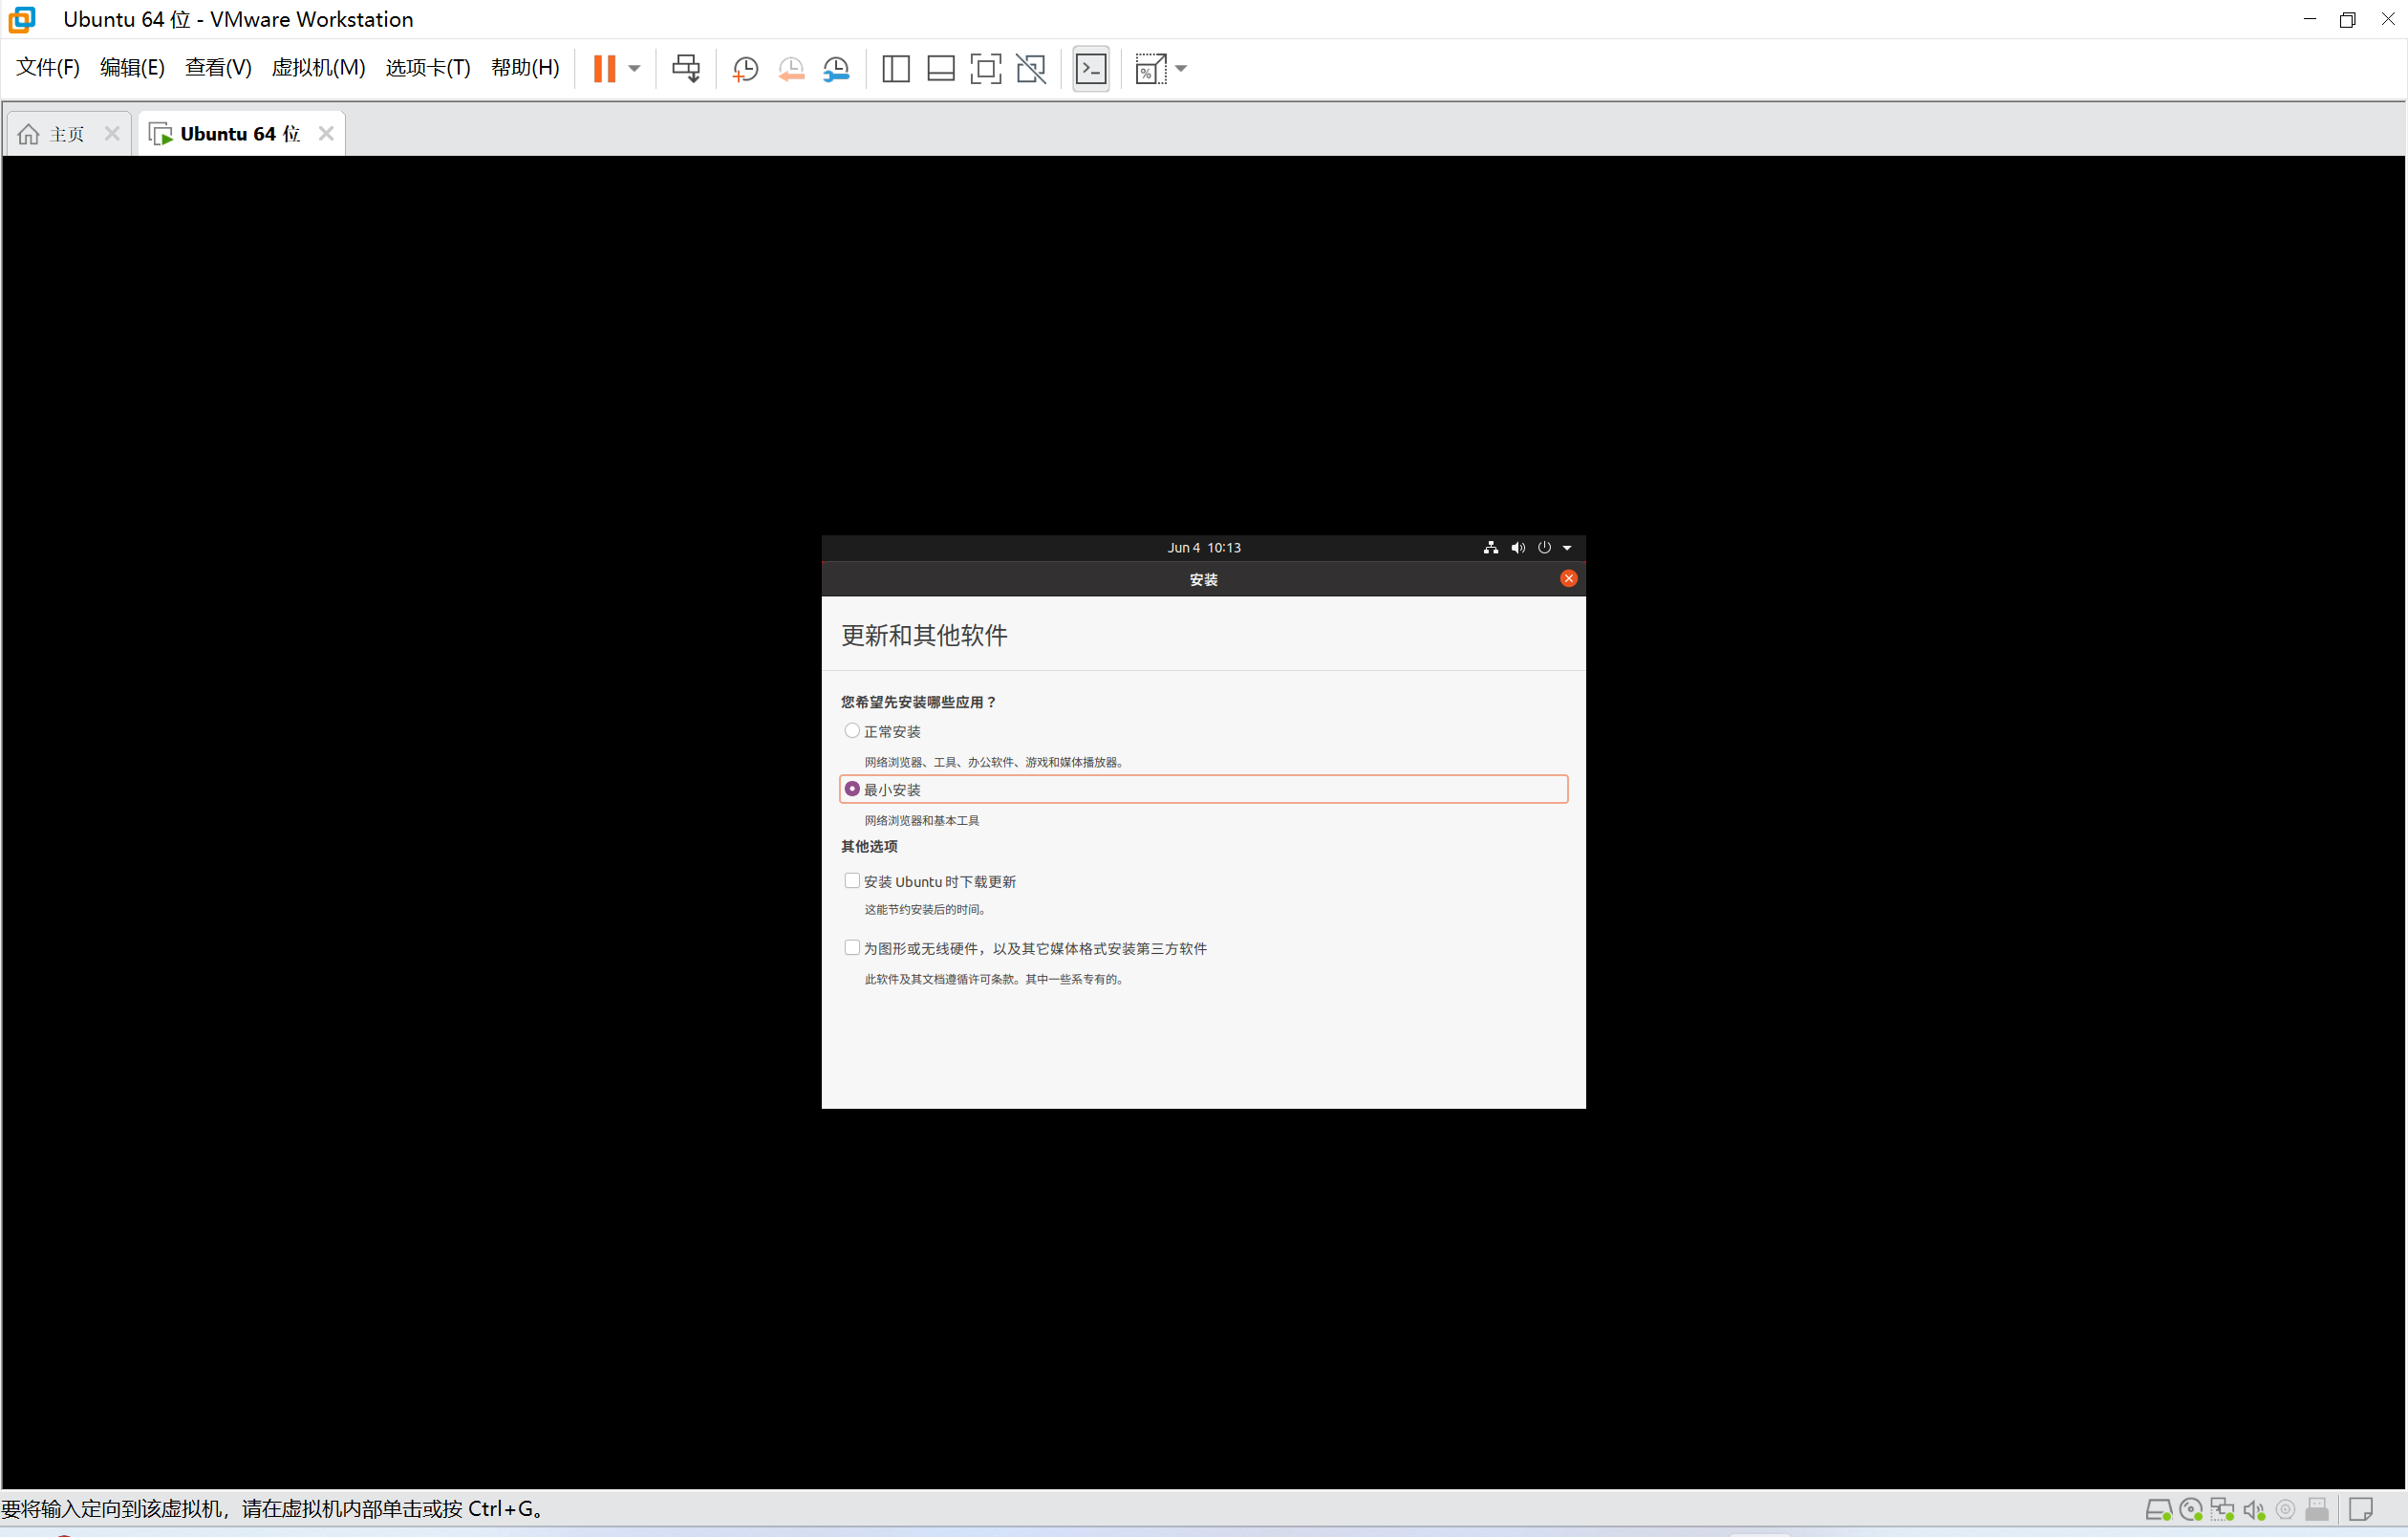 Ubuntu 64 位 - VMware Workstation
文件(F) 编辑(E) 查看(V) 虚拟机(M) 选项卡(T) 帮助(H)
主页 Ubuntu 64 位
Jun 4 10:13
安装
更新和其他软件
您希望先安装哪些应用？
正常安装
网络浏览器、工具、办公软件、游戏和媒体播放器。
最小安装
网络浏览器和基本工具
其他选项
安装 Ubuntu 时下载更新
这能节约安装后的时间。
为图形或无线硬件，以及其它媒体格式安装第三方软件
此软件及其文档遵循许可条款。其中一些系专有的。
要将输入定向到该虚拟机，请在虚拟机内部单击或按 Ctrl+G。